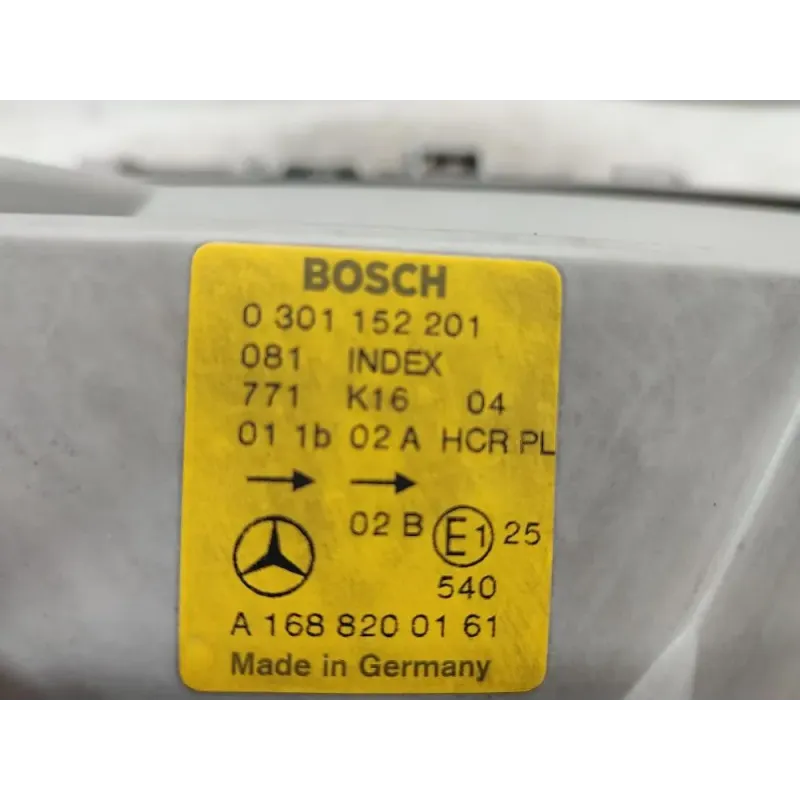 BOSCH
0 301 152 201
081 INDEX
771 K16 04
01 1b 02 A HCR PL
→ →
02 B E1 25
540
A 168 820 01 61
Made in Germany